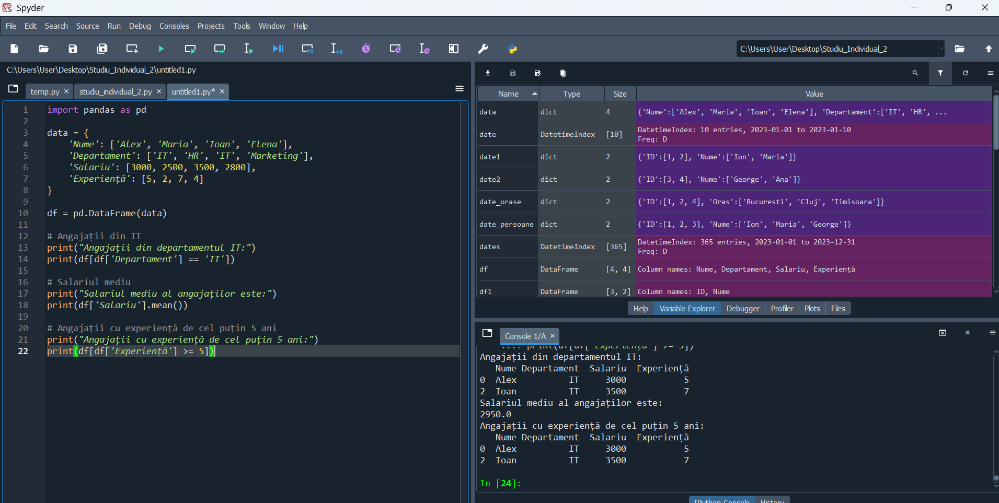 Spyder
File Edit Search Source Run Debug Consoles Projects Tools Window Help
C:\Users\User\Desktop\Studiu_Individual_2
C:\Users\User\Desktop\Studiu_Individual_2\untitled1.py
temp.py studiu_individual_2.py untitled1.py*
1 import pandas as pd
2
3 data = {
4 'Nume': ['Alex', 'Maria', 'Ioan', 'Elena'],
5 'Departament': ['IT', 'HR', 'IT', 'Marketing'],
6 'Salariu': [3000, 2500, 3500, 2800],
7 'Experiență': [5, 2, 7, 4]
8 }
9
10 df = pd.DataFrame(data)
11
12 # Angajații din IT
13 print("Angajații din departamentul IT:")
14 print(df[df['Departament'] == 'IT'])
15
16 # Salariul mediu
17 print("Salariul mediu al angajaților este:")
18 print(df['Salariu'].mean())
19
20 # Angajații cu experiență de cel puțin 5 ani
21 print("Angajații cu experiență de cel puțin 5 ani:")
22 print(df[df['Experiență'] >= 5])
Name Type Size Value
data dict 4 {'Nume':['Alex', 'Maria', 'Ioan', 'Elena'], 'Departament':['IT', 'HR', ...
date DatetimeIndex [10] DatetimeIndex: 10 entries, 2023-01-01 to 2023-01-10
Freq: D
date1 dict 2 {'ID':[1, 2], 'Nume':['Ion', 'Maria']}
date2 dict 2 {'ID':[3, 4], 'Nume':['George', 'Ana']}
date_orase dict 2 {'ID':[1, 2, 4], 'Oras':['Bucuresti', 'Cluj', 'Timisoara']}
date_persoane dict 2 {'ID':[1, 2, 3], 'Nume':['Ion', 'Maria', 'George']}
dates DatetimeIndex [365] DatetimeIndex: 365 entries, 2023-01-01 to 2023-12-31
Freq: D
df DataFrame [4, 4] Column names: Nume, Departament, Salariu, Experiență
df1 DataFrame [3, 2] Column names: ID, Nume
Help Variable Explorer Debugger Profiler Plots Files
Console 1/A
....: print(df[df['Experiență'] >= 5])
Angajații din departamentul IT:
Nume Departament Salariu Experiență
0 Alex IT 3000 5
2 Ioan IT 3500 7
Salariul mediu al angajaților este:
2950.0
Angajații cu experiență de cel puțin 5 ani:
Nume Departament Salariu Experiență
0 Alex IT 3000 5
2 Ioan IT 3500 7
In [24]:
IPython Console History